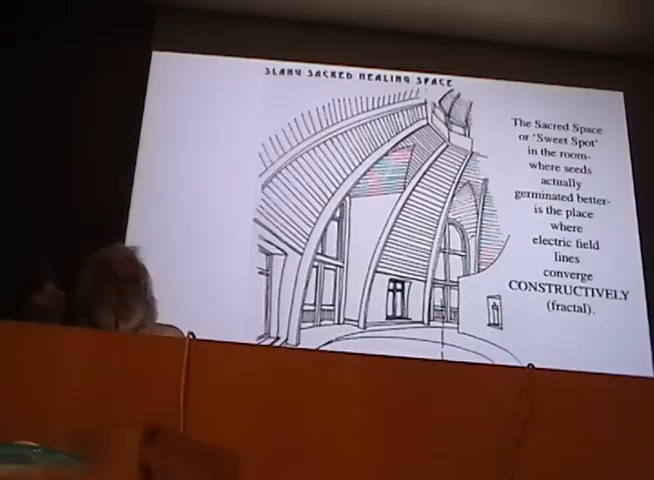 SLANU SACRED HEALING SPACE
The Sacred Space
or 'Sweet Spot'
in the room-
where seeds
actually
germinated better-
is the place
where
electric field
lines
converge
CONSTRUCTIVELY
(fractal).